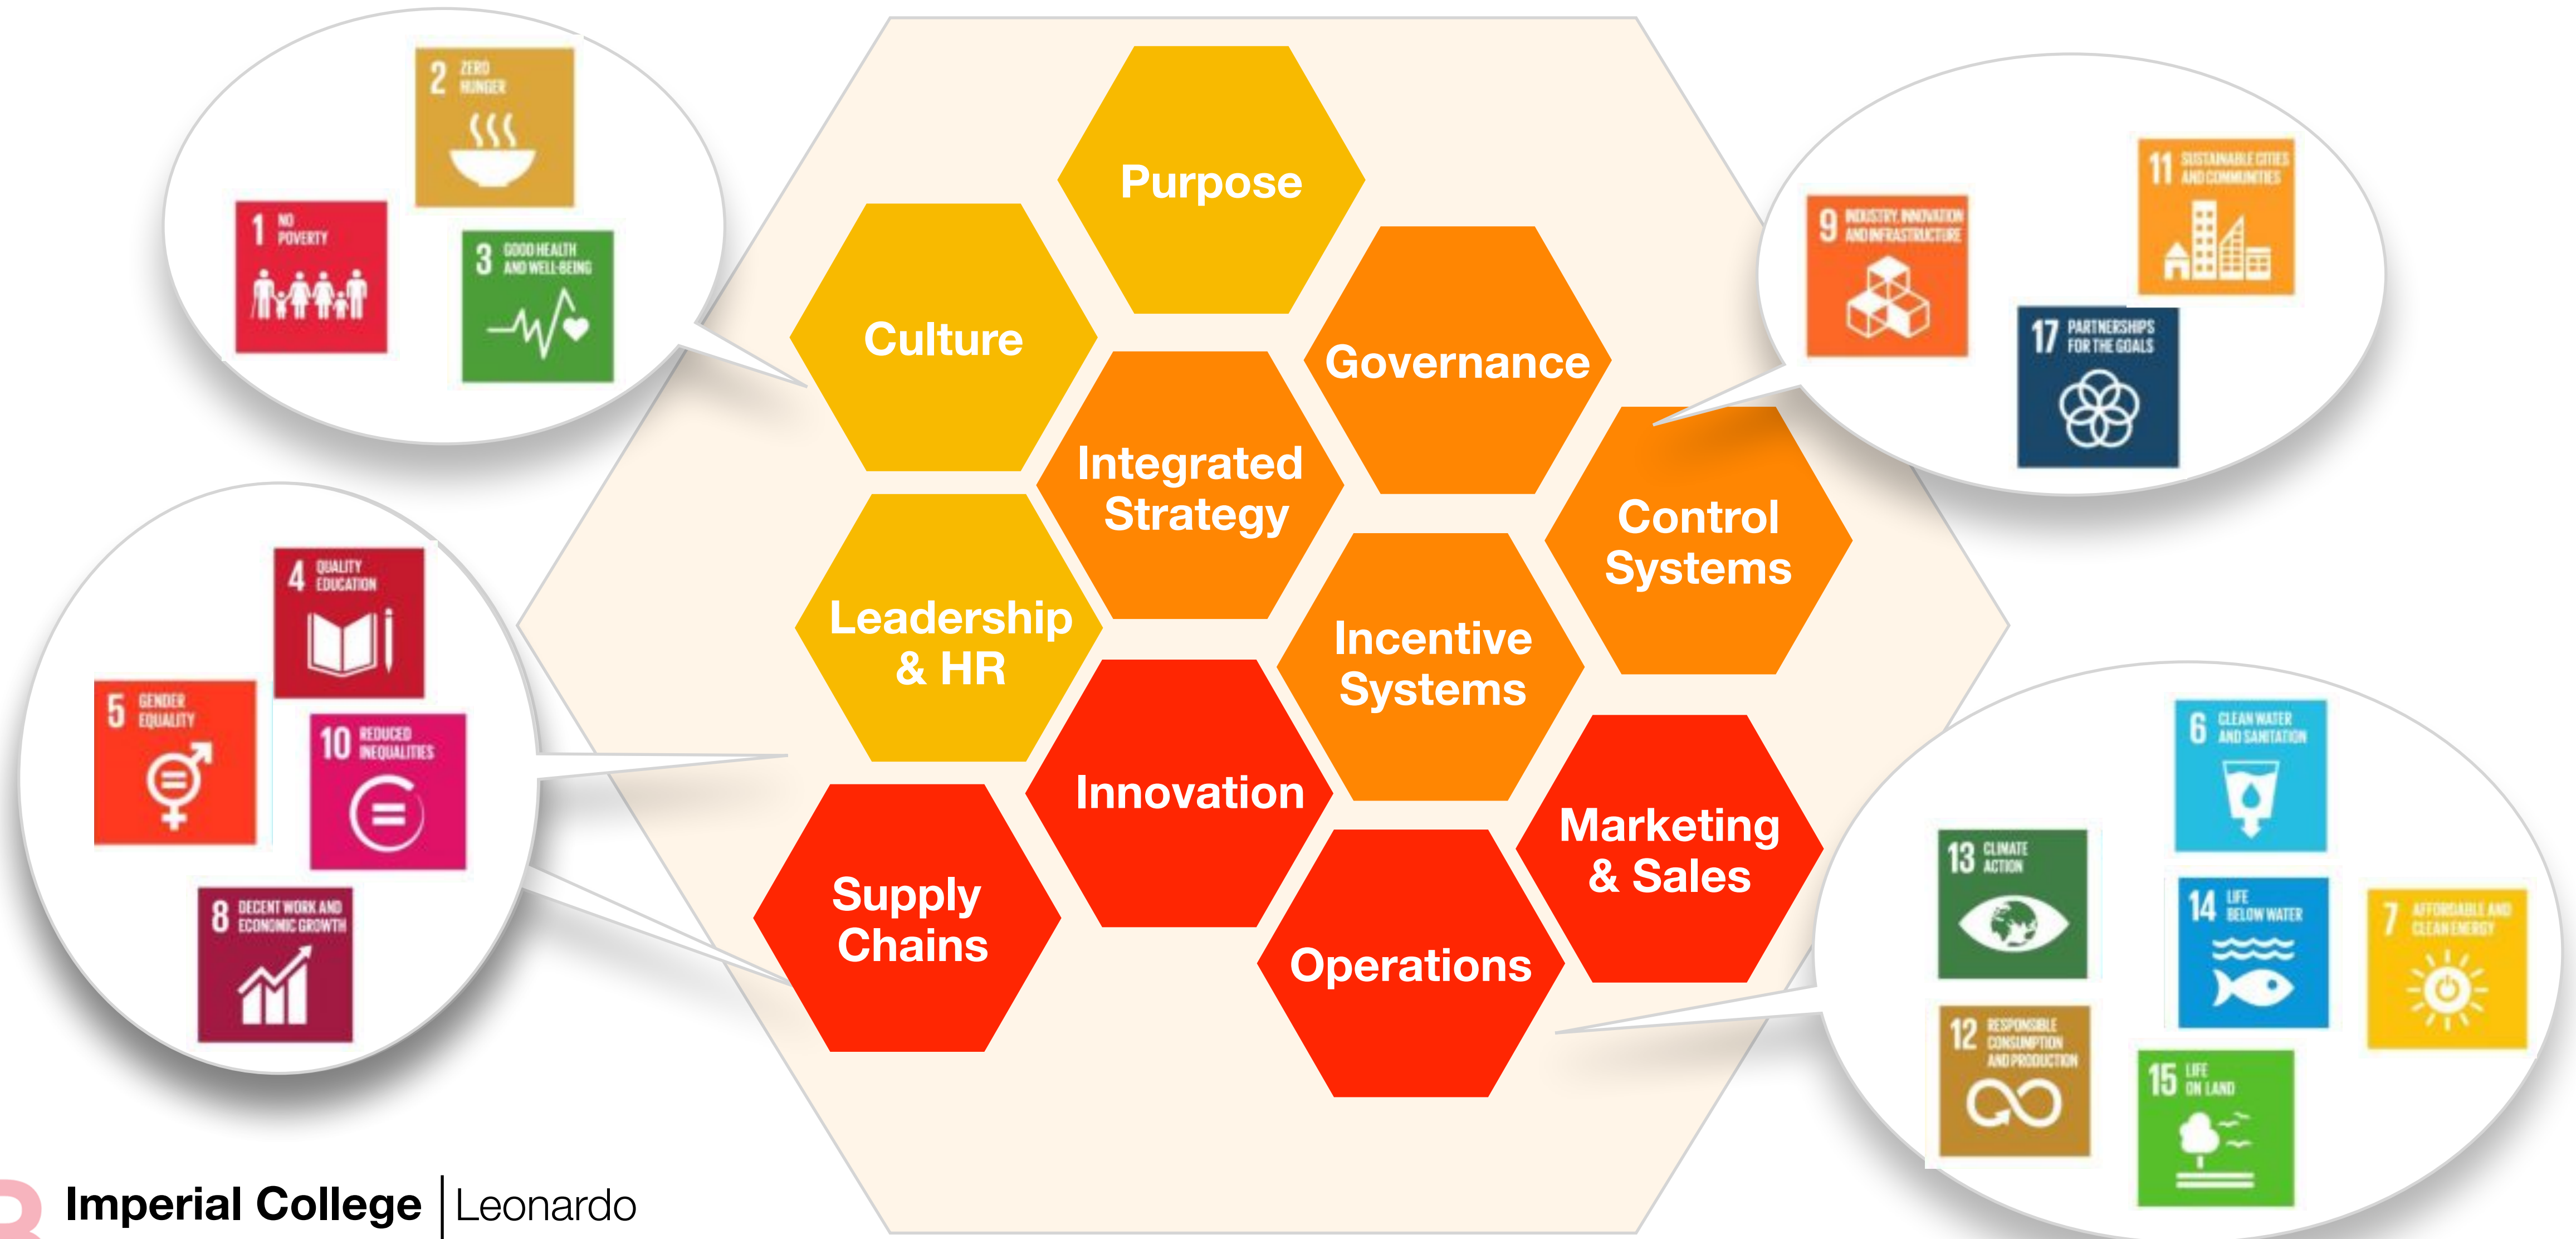 2 ZERO
HUNGER
1 NO
POVERTY
3 GOOD HEALTH
AND WELL-BEING
Purpose
Culture
Governance
Integrated
Strategy
Control
Systems
Leadership
& HR
Incentive
Systems
Innovation
Marketing
& Sales
Supply
Chains
Operations
9 INDUSTRY, INNOVATION
AND INFRASTRUCTURE
11 SUSTAINABLE CITIES
AND COMMUNITIES
17 PARTNERSHIPS
FOR THE GOALS
4 QUALITY
EDUCATION
5 GENDER
EQUALITY
10 REDUCED
INEQUALITIES
8 DECENT WORK AND
ECONOMIC GROWTH
6 CLEAN WATER
AND SANITATION
13 CLIMATE
ACTION
14 LIFE
BELOW WATER
7 AFFORDABLE AND
CLEAN ENERGY
12 RESPONSIBLE
CONSUMPTION
AND PRODUCTION
15 LIFE
ON LAND
Imperial College | Leonardo